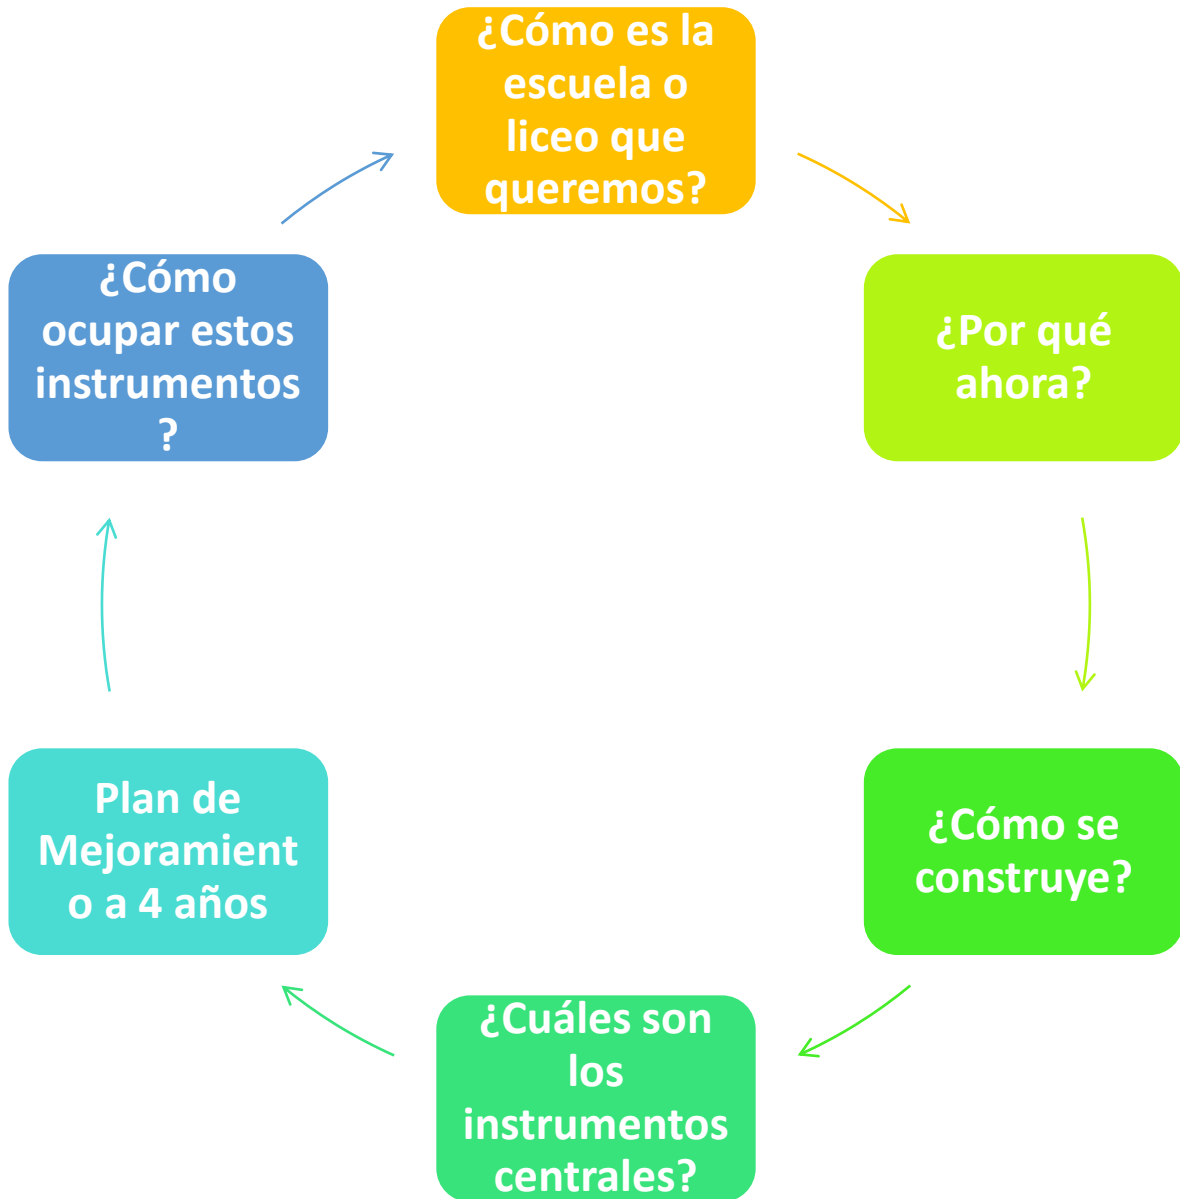 ¿Cómo es la
escuela o
liceo que
queremos?
¿Por qué
ahora?
¿Cómo se
construye?
¿Cuáles son
los
instrumentos
centrales?
Plan de
Mejoramient
o a 4 años
¿Cómo
ocupar estos
instrumentos
?